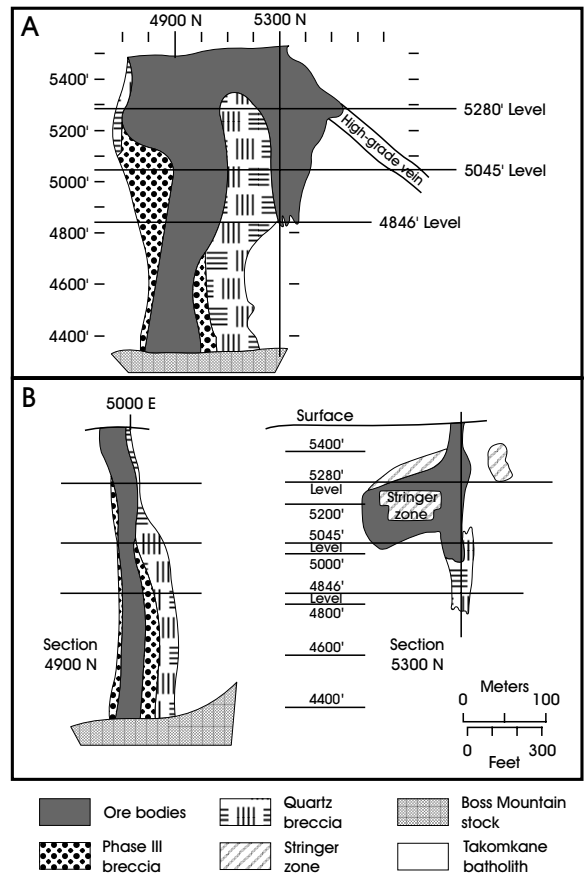 A
4900 N
5300 N
5400'
5200'
5000'
4800'
4600'
4400'
5280' Level
High-grade vein
5045' Level
4846' Level
B
5000 E
Section
4900 N
Surface
5400'
5280'
Level
5200'
5045'
Level
5000'
4846'
Level
4800'
4600'
4400'
Stringer
zone
Section
5300 N
Meters
0
100
0
300
Feet
Ore bodies
Quartz
breccia
Boss Mountain
stock
Phase III
breccia
Stringer
zone
Takomkane
batholith